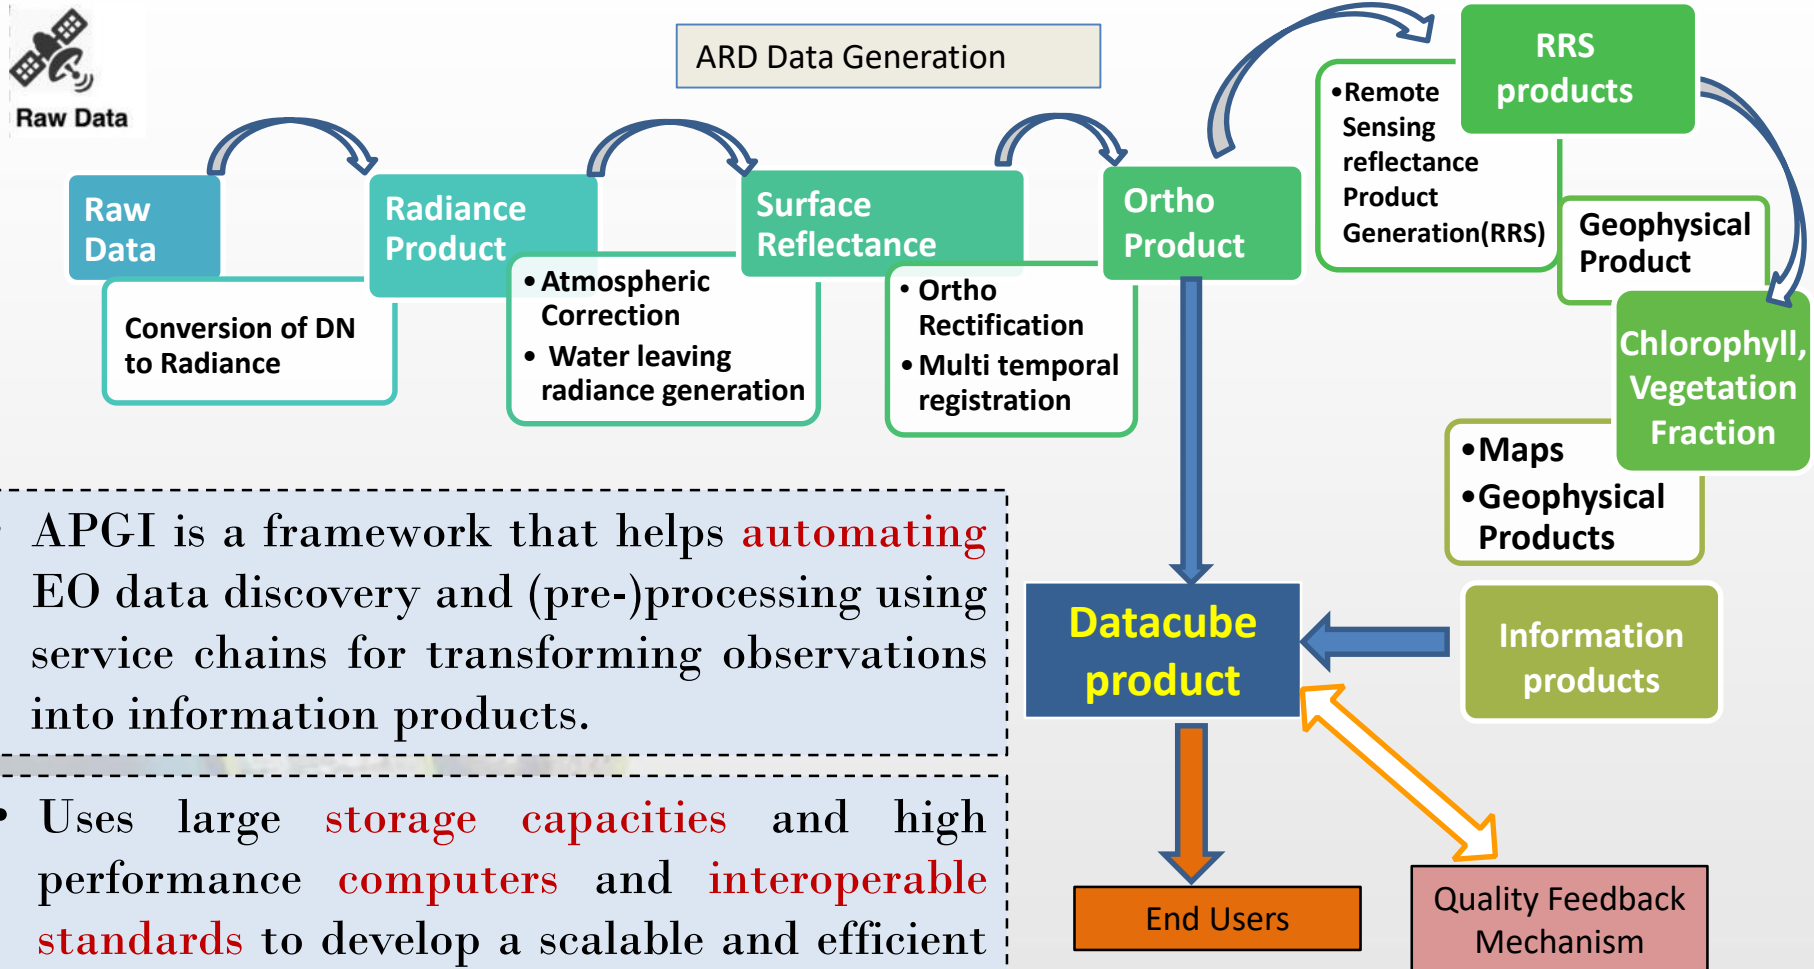 Raw Data
ARD Data Generation
Raw
Data
Conversion of DN
to Radiance
Radiance
Product
• Atmospheric
Correction
• Water leaving
radiance generation
Surface
Reflectance
• Ortho
Rectification
• Multi temporal
registration
Ortho
Product
• Remote
Sensing
reflectance
Product
Generation(RRS)
RRS
products
Geophysical
Product
Chlorophyll,
Vegetation
Fraction
• Maps
• Geophysical
Products
Information
products
Datacube
product
End Users
Quality Feedback
Mechanism
APGI is a framework that helps automating
EO data discovery and (pre-)processing using
service chains for transforming observations
into information products.
• Uses large storage capacities and high
performance computers and interoperable
standards to develop a scalable and efficient